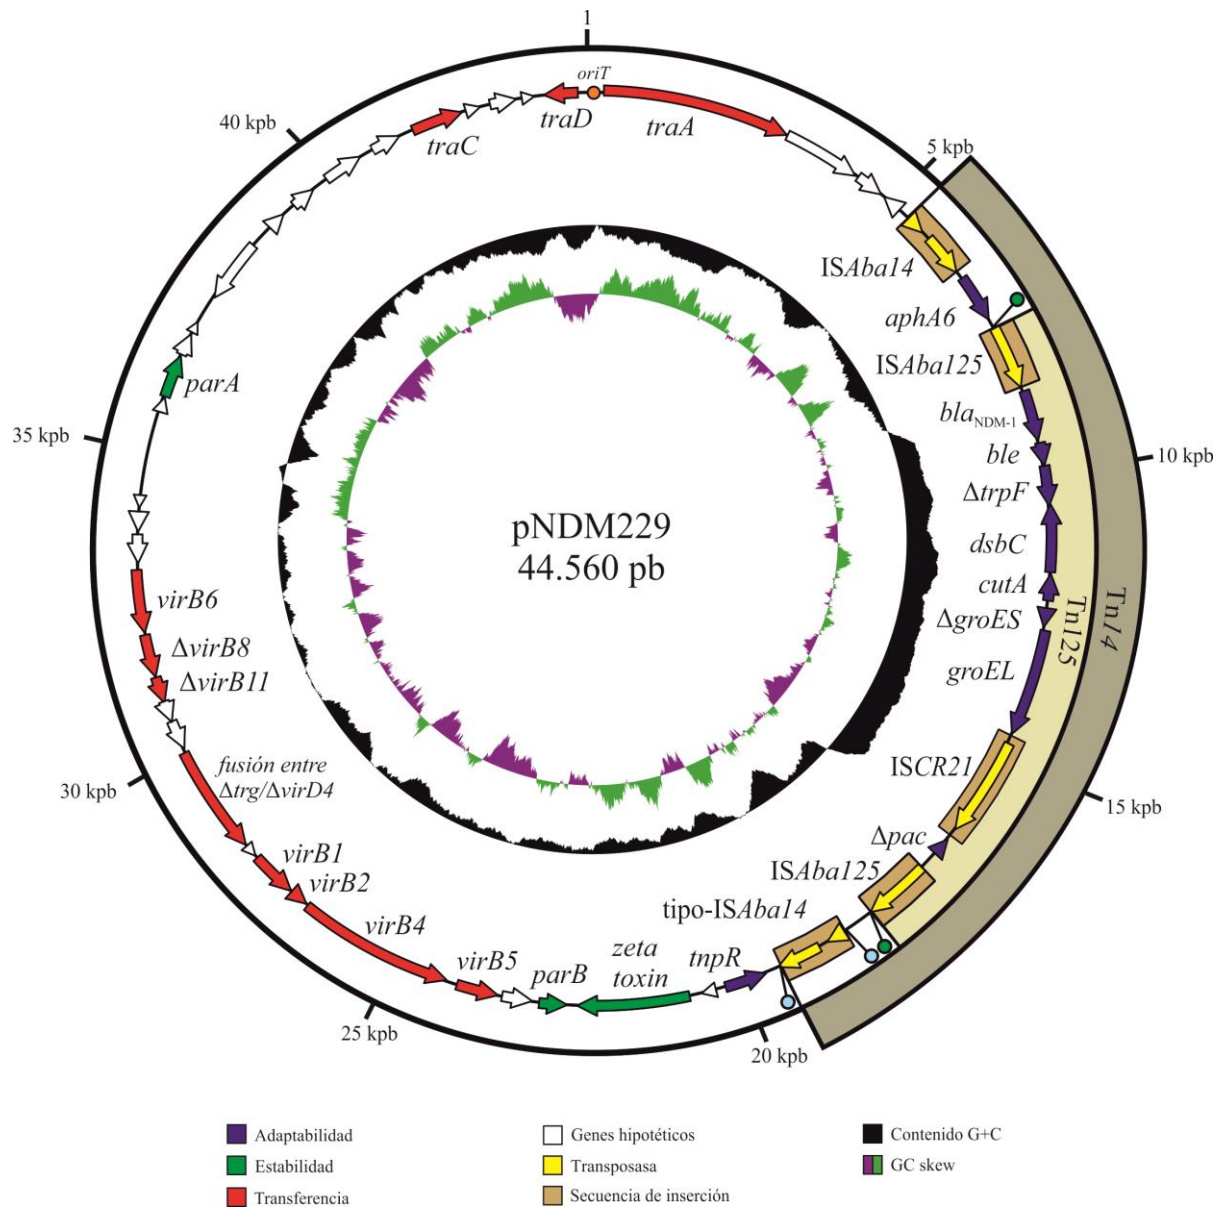 1
oriT
traD
traA
traC
40 kpb
5 kpb
ISAba14
aphA6
ISAba125
blaNDM-1
ble
ΔtrpF
dsbC
cutA
ΔgroES
groEL
ISCR21
Δpac
ISAba125
tipo-ISAba14
Tn125
Tn14
10 kpb
15 kpb
20 kpb
tnpR
zeta
toxin
parB
virB5
25 kpb
virB4
virB2
virB1
fusión entre
Δtrg/ΔvirD4
30 kpb
ΔvirB11
ΔvirB8
virB6
35 kpb
parA
pNDM229
44.560 pb
Adaptabilidad
Estabilidad
Transferencia
Genes hipotéticos
Transposasa
Secuencia de inserción
Contenido G+C
GC skew